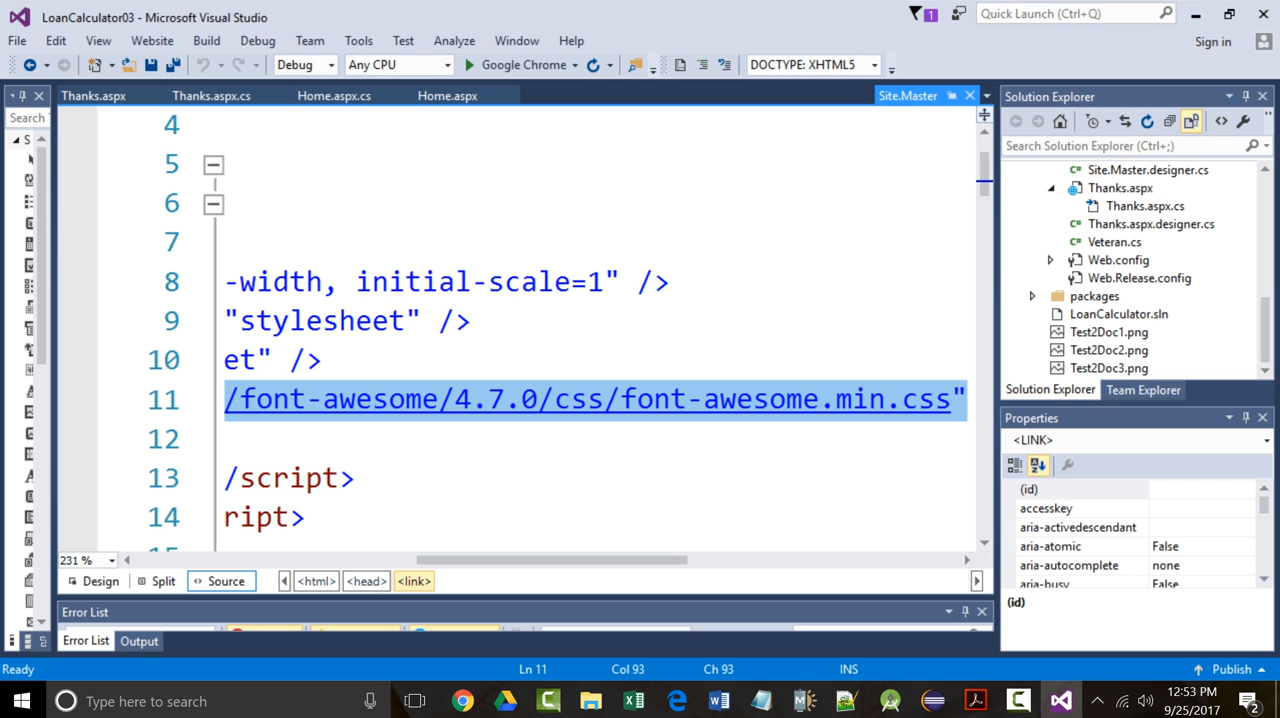 LoanCalculator03 - Microsoft Visual Studio
1
Quick Launch (Ctrl+Q)
File Edit View Website Build Debug Team Tools Test Analyze Window Help
Sign in
Debug Any CPU Google Chrome DOCTYPE: XHTML5
Thanks.aspx Thanks.aspx.cs Home.aspx.cs Home.aspx Site.Master
Search
S
4
5
6
7
8 -width, initial-scale=1" />
9 "stylesheet" />
10 et" />
11 /font-awesome/4.7.0/css/font-awesome.min.css"
12
13 /script>
14 ript>
231 %
Design Split Source <html> <head> <link>
Error List
Error List Output
Solution Explorer
Search Solution Explorer (Ctrl+;)
Site.Master.designer.cs
Thanks.aspx
Thanks.aspx.cs
Thanks.aspx.designer.cs
Veteran.cs
Web.config
Web.Release.config
packages
LoanCalculator.sln
Test2Doc1.png
Test2Doc2.png
Test2Doc3.png
Solution Explorer Team Explorer
Properties
<LINK>
(id)
accesskey
aria-activedescendant
aria-atomic False
aria-autocomplete none
aria-busy False
(id)
Ready Ln 11 Col 93 Ch 93 INS Publish
Type here to search
12:53 PM
9/25/2017
2